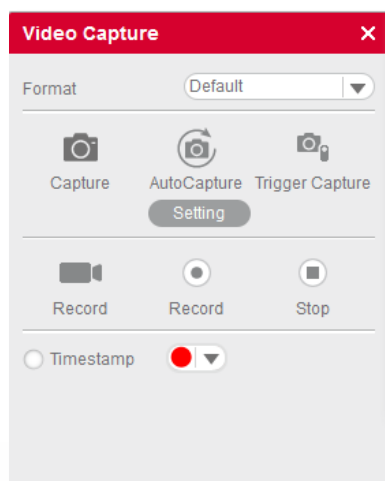 Video Capture
Format Default
Capture AutoCapture Trigger Capture
Setting
Record Record Stop
Timestamp